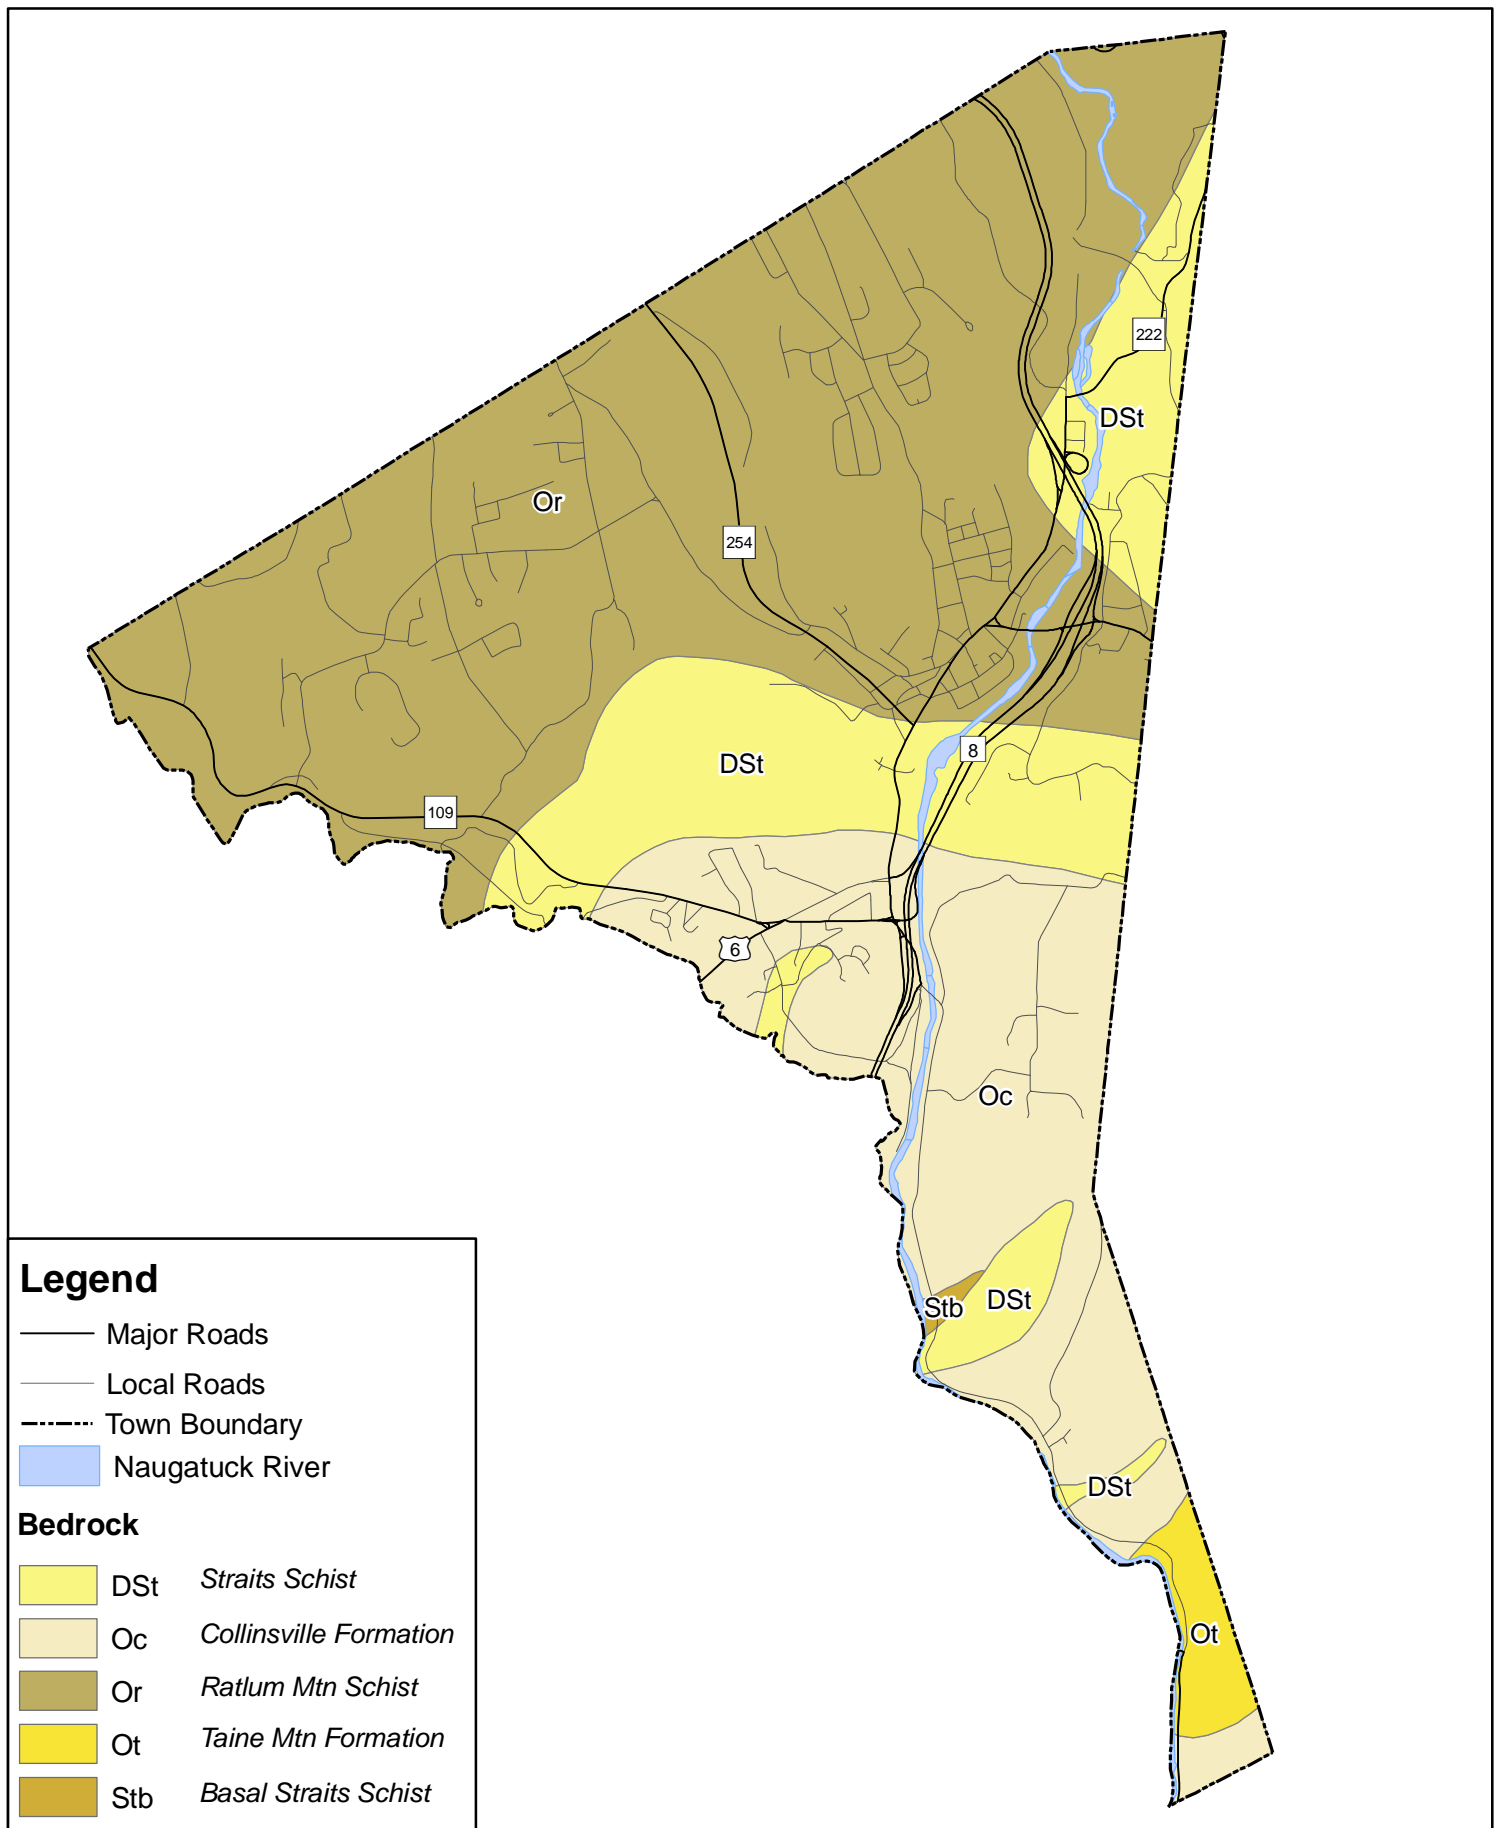 222
DSt
Or
254
8
DSt
109
6
Oc
Stb
DSt
DSt
Ot
Legend
Major Roads
Local Roads
Town Boundary
Naugatuck River
Bedrock
DSt Straits Schist
Oc Collinsville Formation
Or Ratlum Mtn Schist
Ot Taine Mtn Formation
Stb Basal Straits Schist